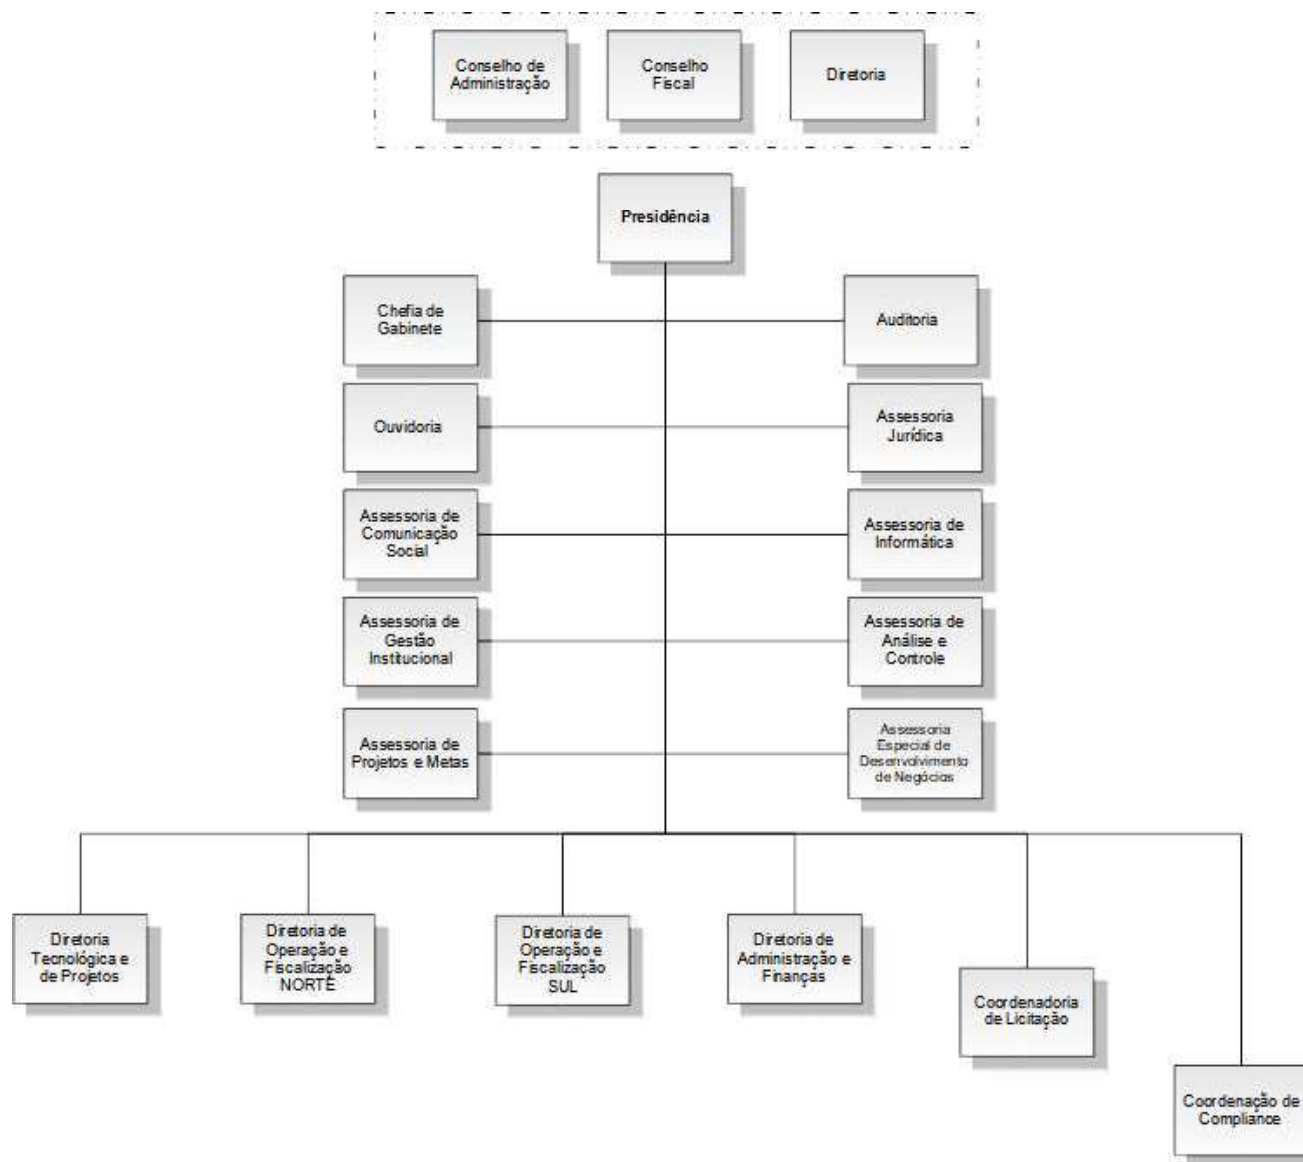 Conselho de
Administração
Conselho
Fiscal
Diretoria
Presidência
Chefia de
Gabinete
Auditoria
Ouvidoria
Assessoria
Jurídica
Assessoria de
Comunicação
Social
Assessoria de
Informática
Assessoria de
Gestão
Institucional
Assessoria de
Análise e
Controle
Assessoria de
Projetos e Metas
Assessoria
Especial de
Desenvolvimento
de Negócios
Diretoria
Tecnológica e
de Projetos
Diretoria de
Operação e
Fiscalização
NORTE
Diretoria de
Operação e
Fiscalização
SUL
Diretoria de
Administração e
Finanças
Coordenadoria
de Licitação
Coordenação de
Compliance